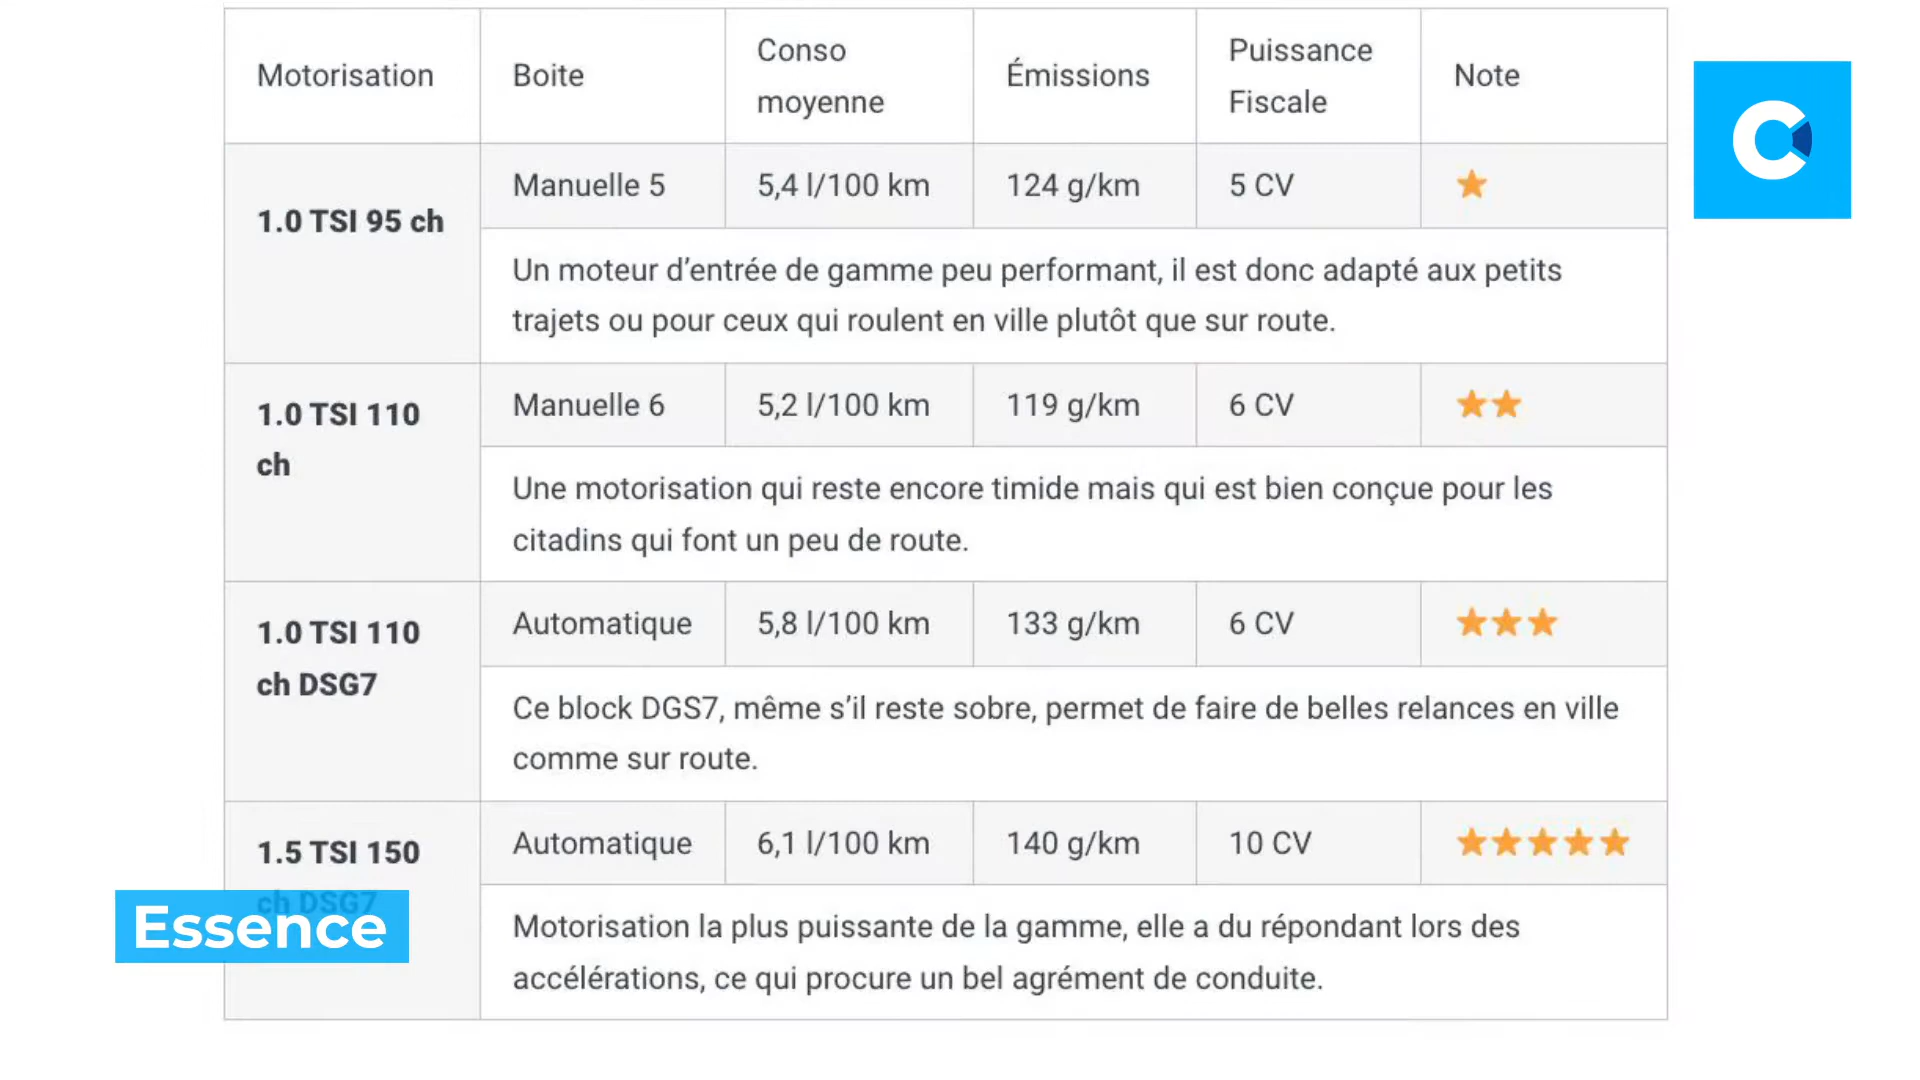 Motorisation
Boite
Conso
moyenne
Émissions
Puissance
Fiscale
Note
1.0 TSI 95 ch
Manuelle 5
5,4 l/100 km
124 g/km
5 CV
Un moteur d’entrée de gamme peu performant, il est donc adapté aux petits
trajets ou pour ceux qui roulent en ville plutôt que sur route.
1.0 TSI 110
ch
Manuelle 6
5,2 l/100 km
119 g/km
6 CV
Une motorisation qui reste encore timide mais qui est bien conçue pour les
citadins qui font un peu de route.
1.0 TSI 110
ch DSG7
Automatique
5,8 l/100 km
133 g/km
6 CV
Ce block DGS7, même s’il reste sobre, permet de faire de belles relances en ville
comme sur route.
1.5 TSI 150
ch DSG7
Automatique
6,1 l/100 km
140 g/km
10 CV
Motorisation la plus puissante de la gamme, elle a du répondant lors des
accélérations, ce qui procure un bel agrément de conduite.
Essence
C